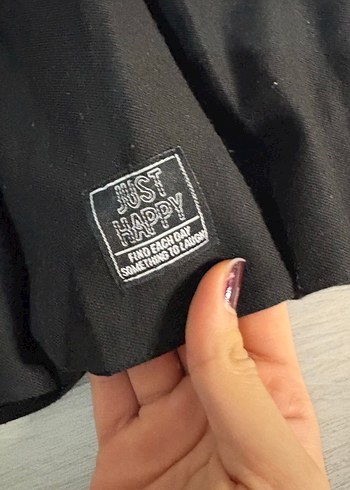 JUST
HAPPY
FIND EACH DAY
SOMETHING TO LAUGH